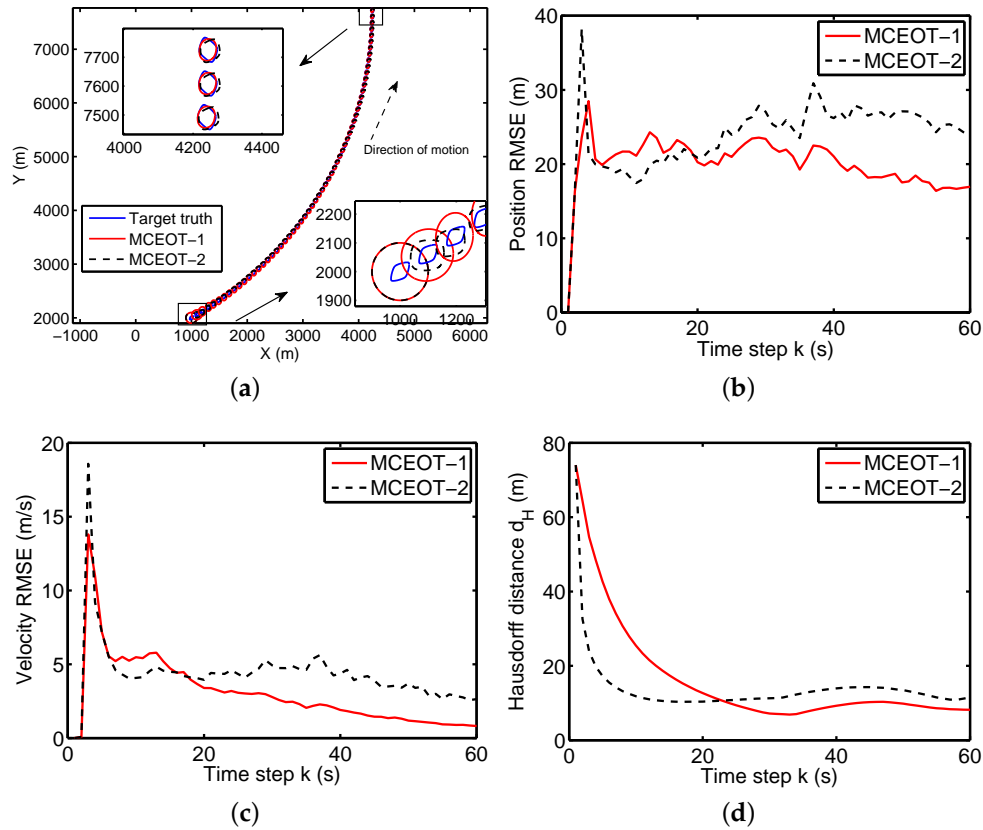 7000
6000
5000
4000
3000
2000
Y (m)
7700
7600
7500
4000 4200 4400
Direction of motion
Target truth
MCEOT−1
MCEOT−2
2200
2100
2000
1900
1000 1200
−1000 0 1000 2000 3000 4000 5000 6000
X (m)
(a)
40
30
20
10
0
Position RMSE (m)
MCEOT−1
MCEOT−2
0 20 40 60
Time step k (s)
(b)
20
15
10
5
0
Velocity RMSE (m/s)
MCEOT−1
MCEOT−2
0 20 40 60
Time step k (s)
(c)
80
60
40
20
0
Hausdorff distance d_H (m)
MCEOT−1
MCEOT−2
0 20 40 60
Time step k (s)
(d)